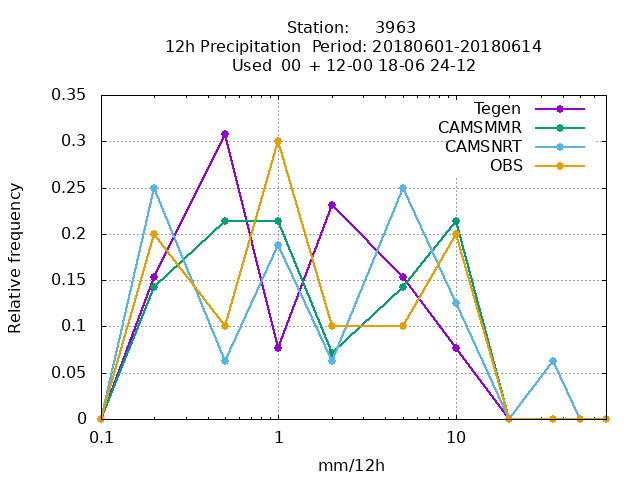 Station:     3963
12h Precipitation  Period: 20180601-20180614
Used  00  + 12-00 18-06 24-12
0.35
0.3
0.25
0.2
0.15
0.1
0.05
0
Relative frequency
Tegen
CAMSMMR
CAMSNRT
OBS
0.1
1
10
mm/12h